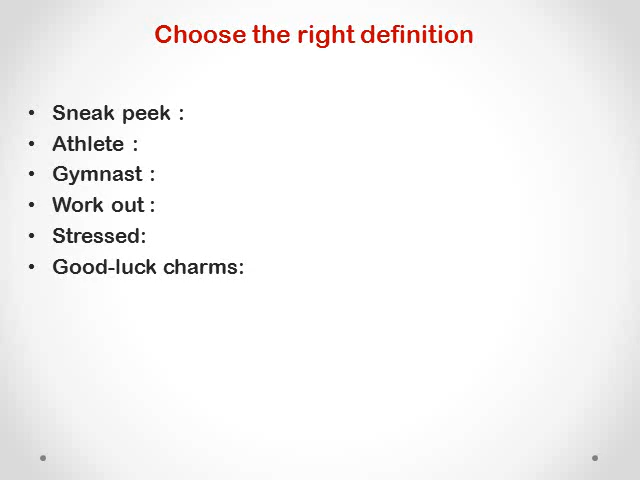 Choose the right definition
• Sneak peek :
• Athlete :
• Gymnast :
• Work out :
• Stressed:
• Good-luck charms: